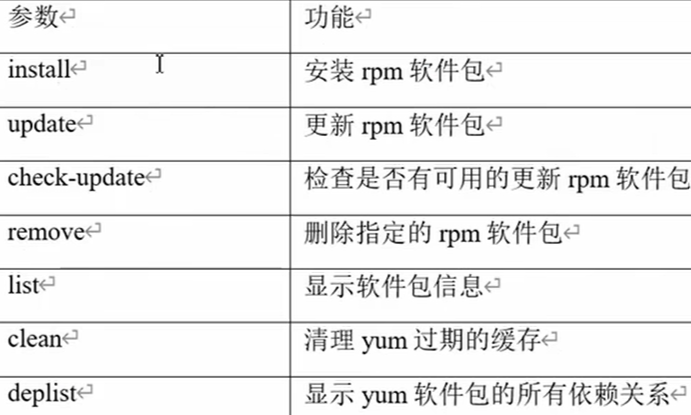 参数 功能
install 安装 rpm 软件包
update 更新 rpm 软件包
check-update 检查是否有可用的更新 rpm 软件包
remove 删除指定的 rpm 软件包
list 显示软件包信息
clean 清理 yum 过期的缓存
deplist 显示 yum 软件包的所有依赖关系